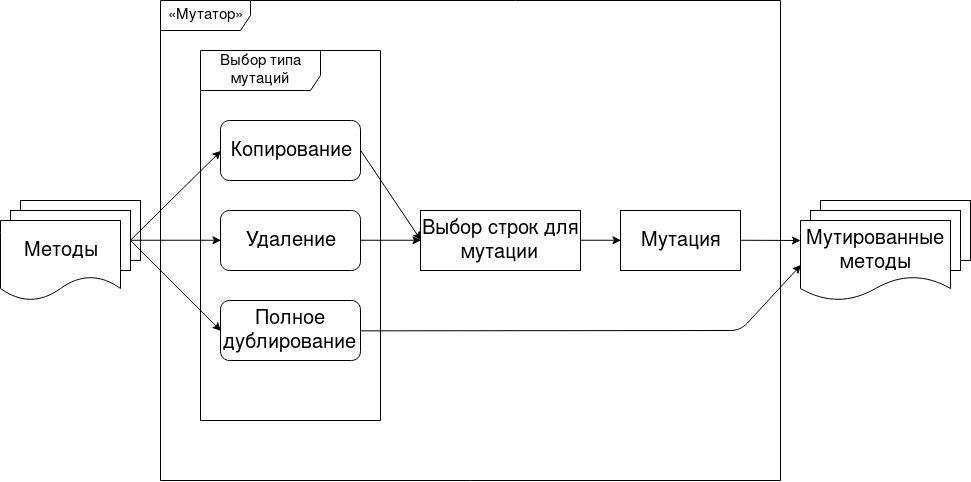 «Мутатор»
Выбор типа
мутаций
Копирование
Методы
Удаление
Выбор строк для
мутации
Мутация
Мутированные
методы
Полное
дублирование